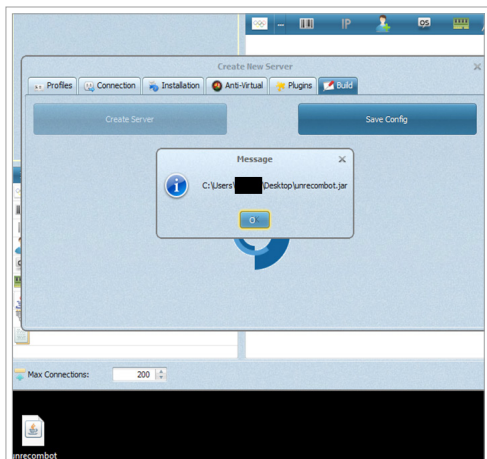 IP
OS
Create New Server
Profiles Connection Installation Anti-Virtual Plugins Build
Create Server Save Config
Message
C:\Users\ \Desktop\unrecombot.jar
Max Connections: 200
unrecombot